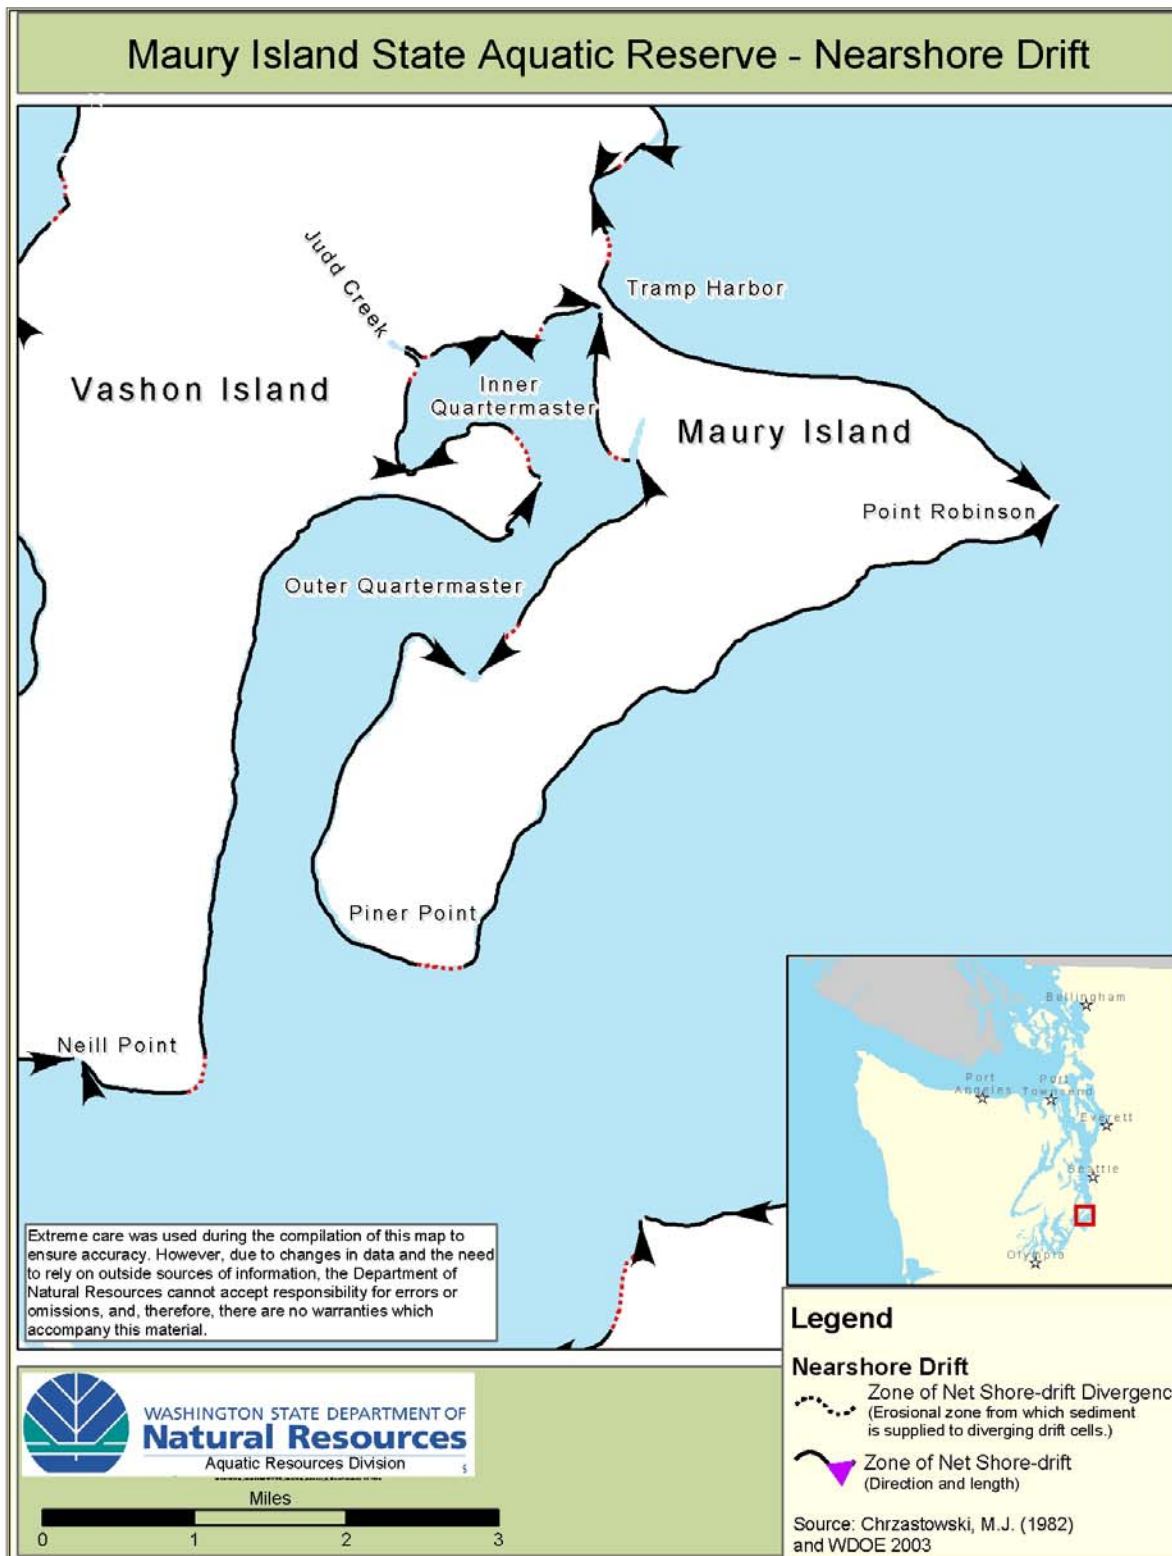 Maury Island State Aquatic Reserve - Nearshore Drift
Judd Creek
Tramp Harbor
Vashon Island
Inner
Quartermaster
Maury Island
Point Robinson
Outer Quartermaster
Piner Point
Neill Point
Bellingham
Port
Angeles
Port
Townsend
Everett
Seattle
Olympia
Extreme care was used during the compilation of this map to
ensure accuracy. However, due to changes in data and the need
to rely on outside sources of information, the Department of
Natural Resources cannot accept responsibility for errors or
omissions, and, therefore, there are no warranties which
accompany this material.
Legend
Nearshore Drift
Zone of Net Shore-drift Divergenc
(Erosional zone from which sediment
is supplied to diverging drift cells.)
Zone of Net Shore-drift
(Direction and length)
Source: Chrzastowski, M.J. (1982)
and WDOE 2003
WASHINGTON STATE DEPARTMENT OF
Natural Resources
Aquatic Resources Division
Miles
0 1 2 3